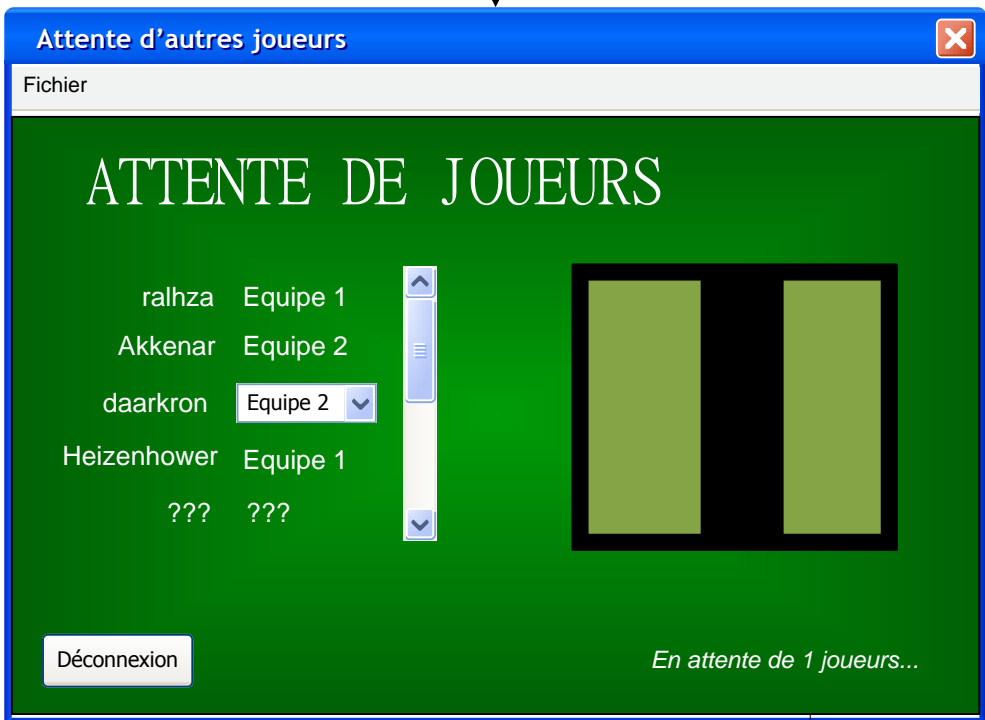 Attente d’autres joueurs
Fichier
ATTENTE DE JOUEURS
ralhza Equipe 1
Akkenar Equipe 2
daarkron Equipe 2
Heizenhower Equipe 1
??? ???
Déconnexion
En attente de 1 joueurs...